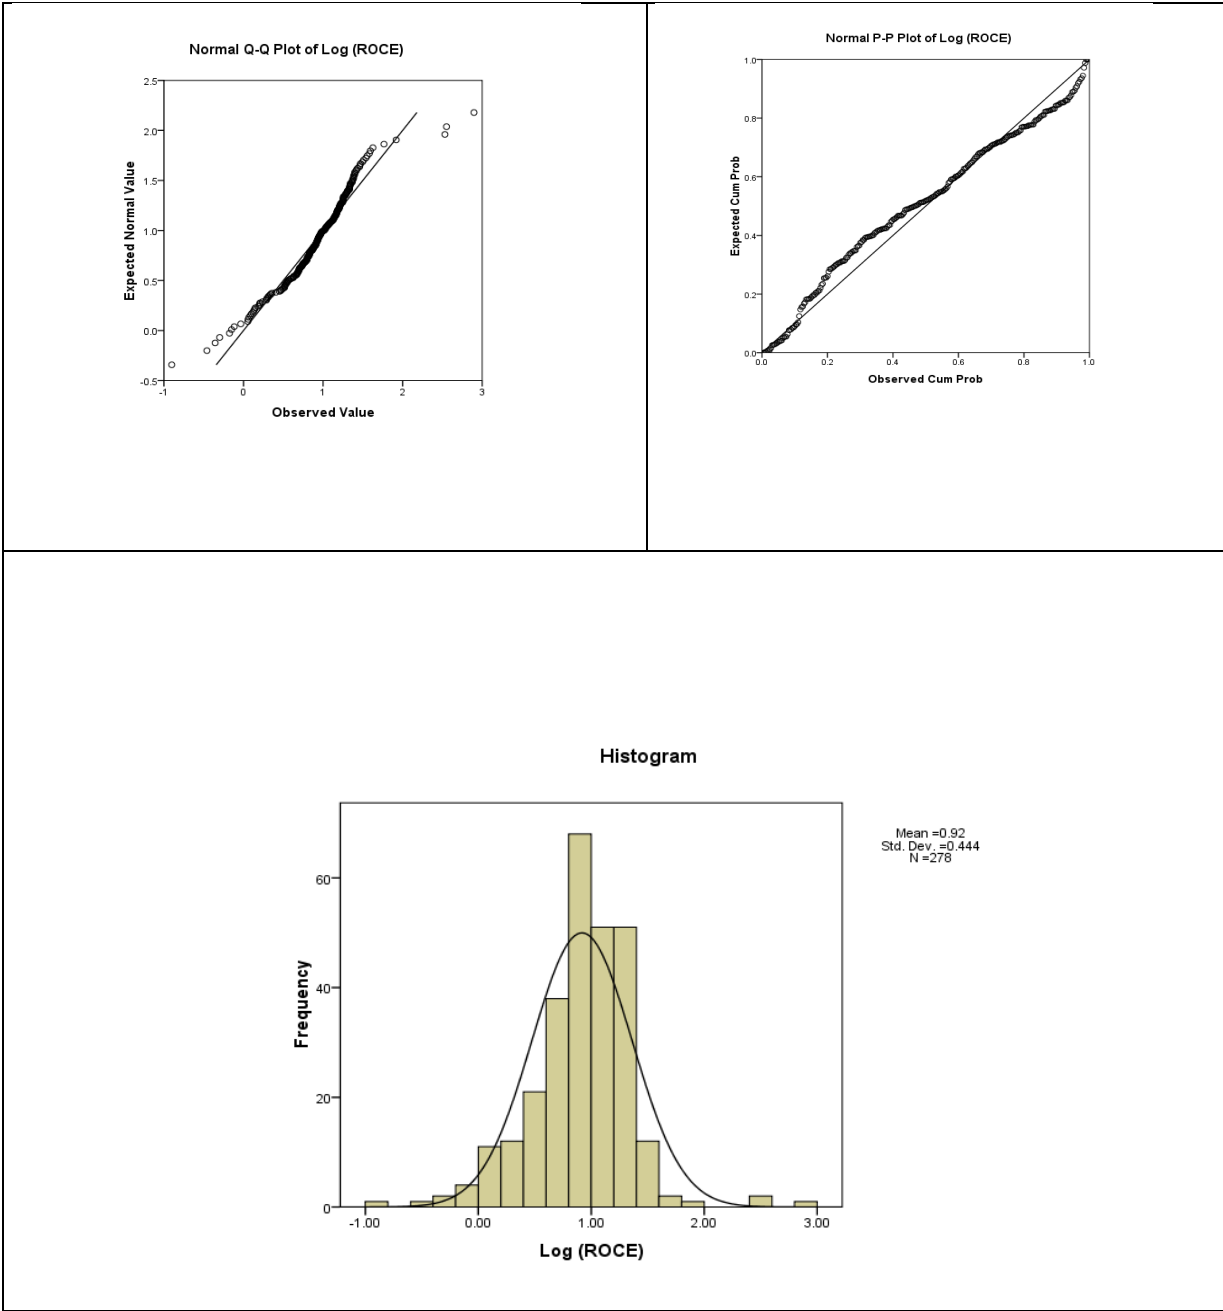 Normal Q-Q Plot of Log (ROCE)
Expected Normal Value
2.5
2.0
1.5
1.0
0.5
0.0
-0.5
-1 0 1 2 3
Observed Value
Normal P-P Plot of Log (ROCE)
Expected Cum Prob
1.0
0.8
0.6
0.4
0.2
0.0
0.0 0.2 0.4 0.6 0.8 1.0
Observed Cum Prob
Histogram
Mean =0.92
Std. Dev. =0.444
N =278
Frequency
60
40
20
0
-1.00 0.00 1.00 2.00 3.00
Log (ROCE)